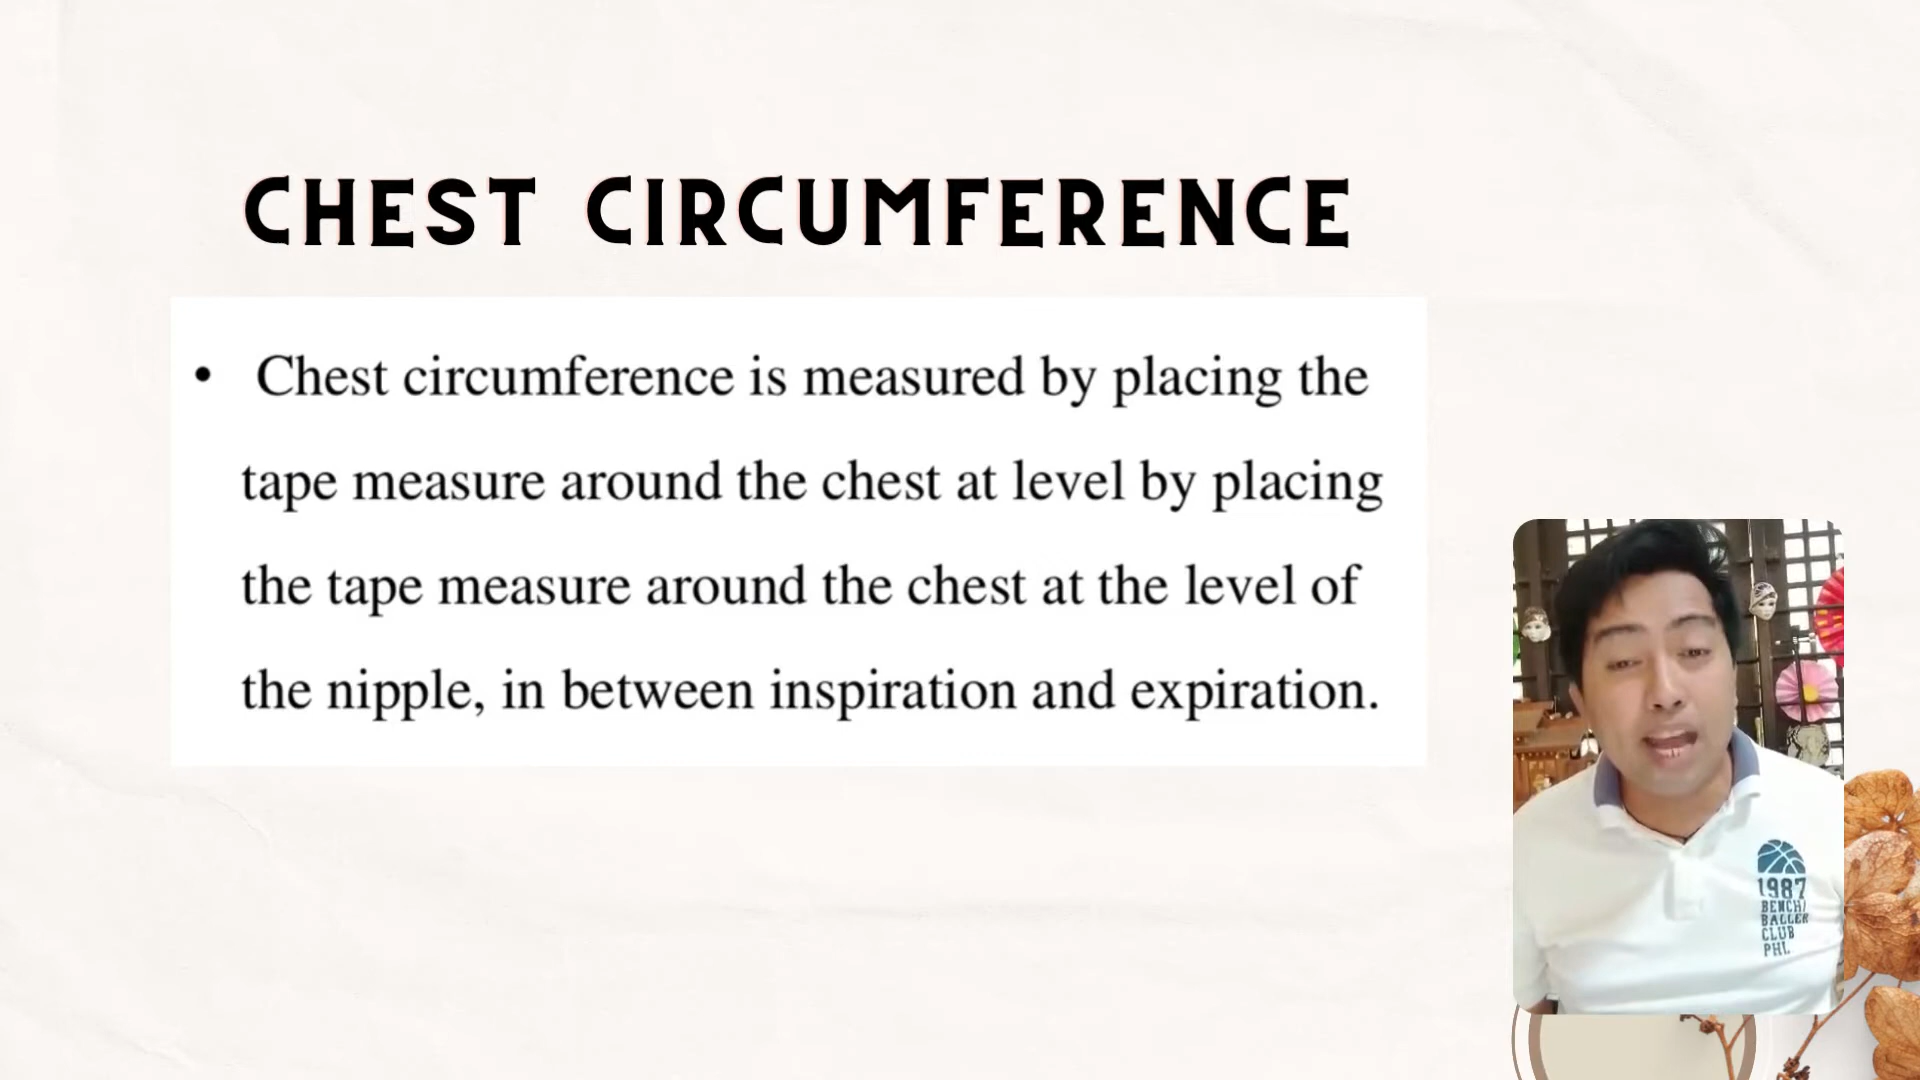 CHEST CIRCUMFERENCE
• Chest circumference is measured by placing the
tape measure around the chest at level by placing
the tape measure around the chest at the level of
the nipple, in between inspiration and expiration.
1987
BENCH/
BALLER
CLUB
PHL